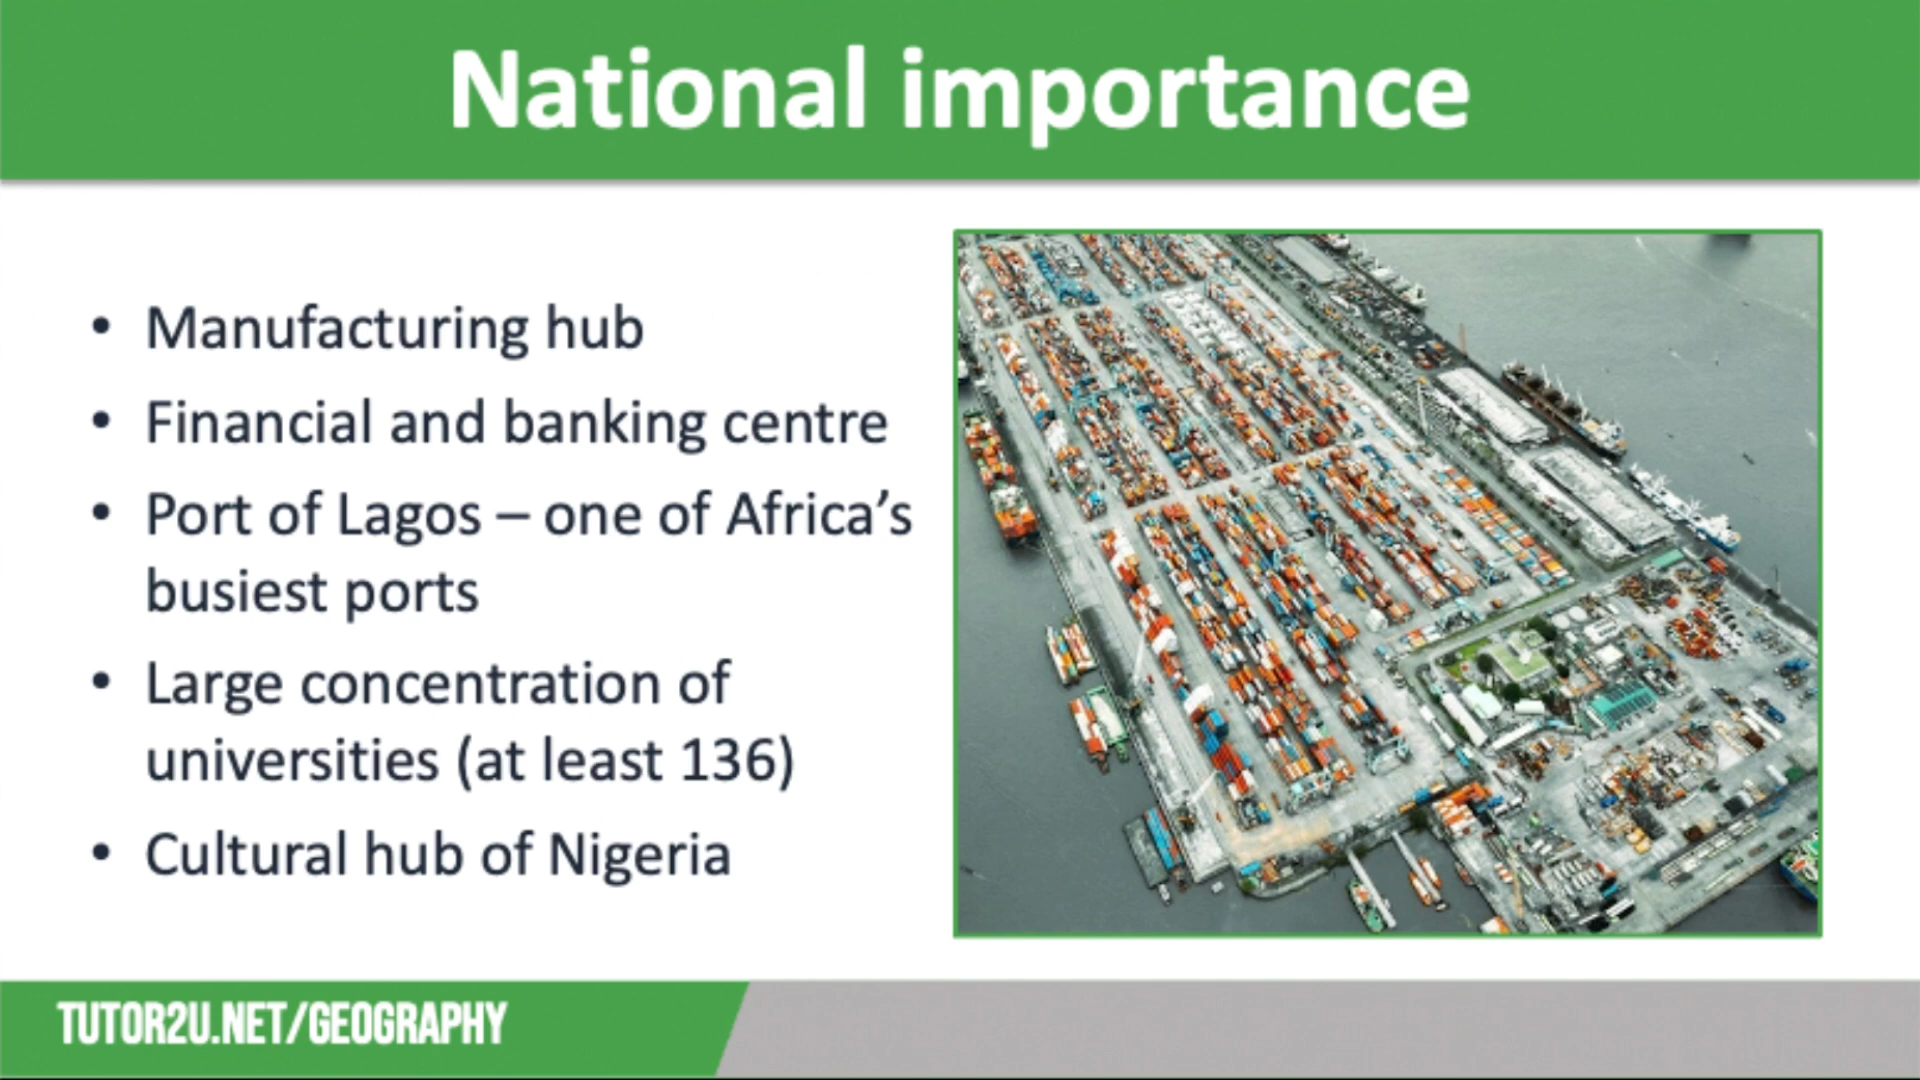 National importance
• Manufacturing hub
• Financial and banking centre
• Port of Lagos – one of Africa’s
busiest ports
• Large concentration of
universities (at least 136)
• Cultural hub of Nigeria
TUTOR2U.NET/GEOGRAPHY